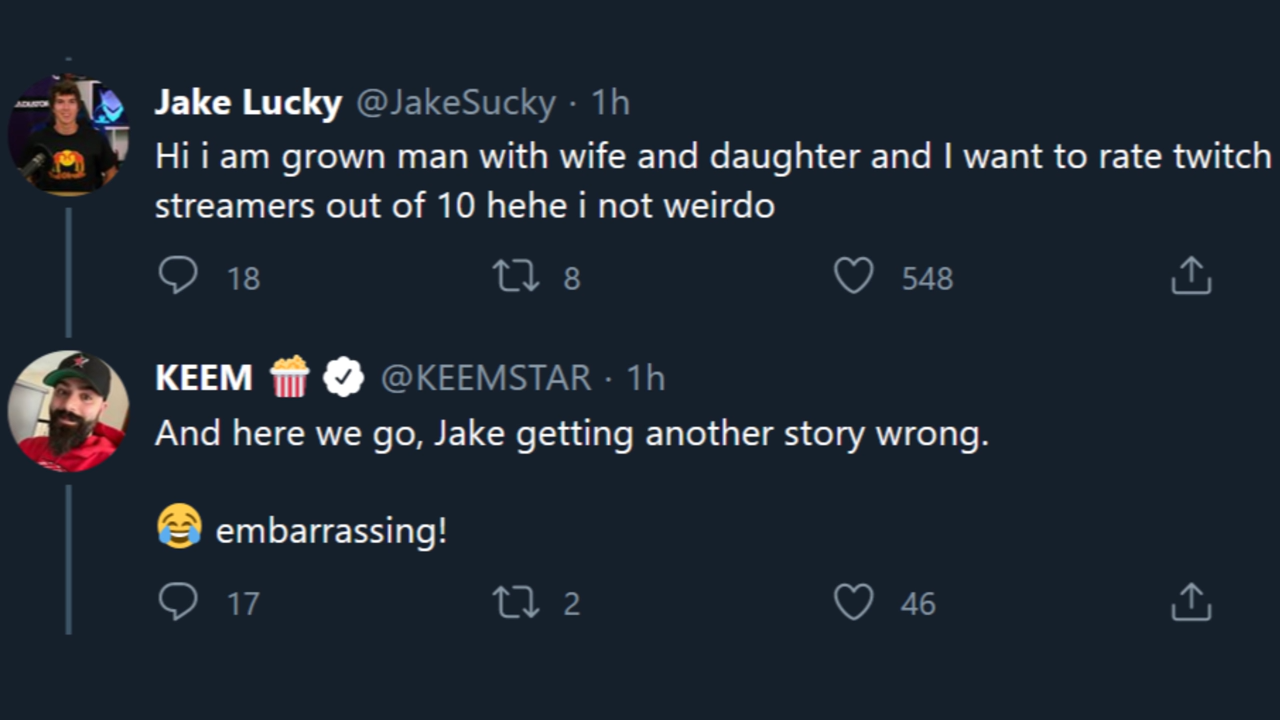 Jake Lucky @JakeSucky · 1h
Hi i am grown man with wife and daughter and I want to rate twitch
streamers out of 10 hehe i not weirdo
18 8 548
KEEM 🍿 @KEEMSTAR · 1h
And here we go, Jake getting another story wrong.
😂 embarrassing!
17 2 46